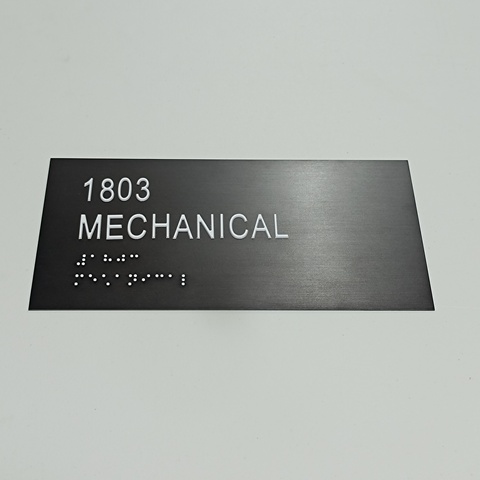 1803
MECHANICAL
⠼⠁⠓⠚⠉
⠍⠑⠡⠁⠝⠊⠉⠁⠇